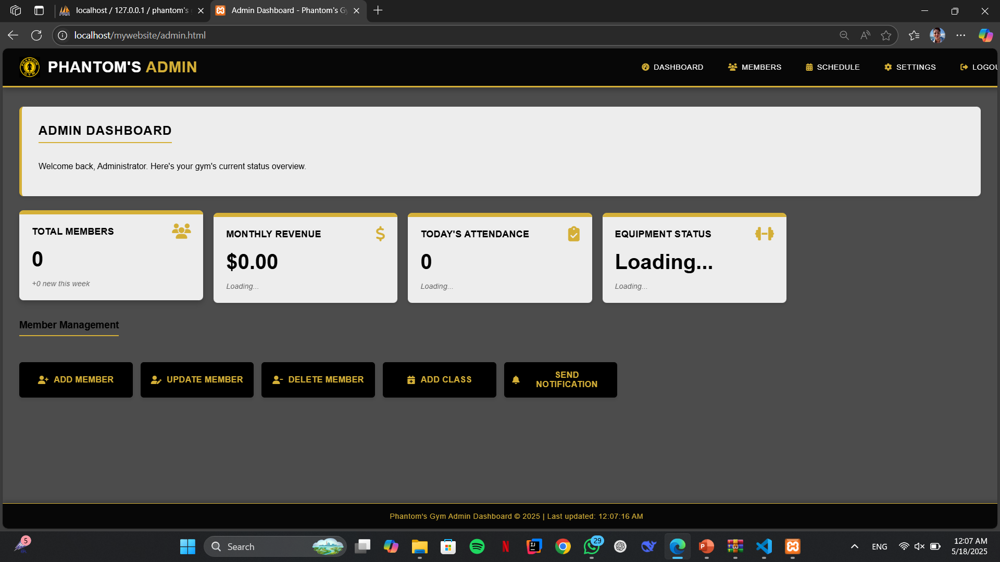 localhost / 127.0.0.1 / phantom's
Admin Dashboard - Phantom's G
localhost/mywebsite/admin.html
PHANTOM'S ADMIN
DASHBOARD
MEMBERS
SCHEDULE
SETTINGS
LOGOU
ADMIN DASHBOARD
Welcome back, Administrator. Here's your gym's current status overview.
TOTAL MEMBERS
0
+0 new this week
MONTHLY REVENUE
$0.00
Loading...
TODAY'S ATTENDANCE
0
Loading...
EQUIPMENT STATUS
Loading...
Loading...
Member Management
ADD MEMBER
UPDATE MEMBER
DELETE MEMBER
ADD CLASS
SEND
NOTIFICATION
Phantom's Gym Admin Dashboard © 2025 | Last updated: 12:07:16 AM
5
Search
29
ENG
12:07 AM
5/18/2025